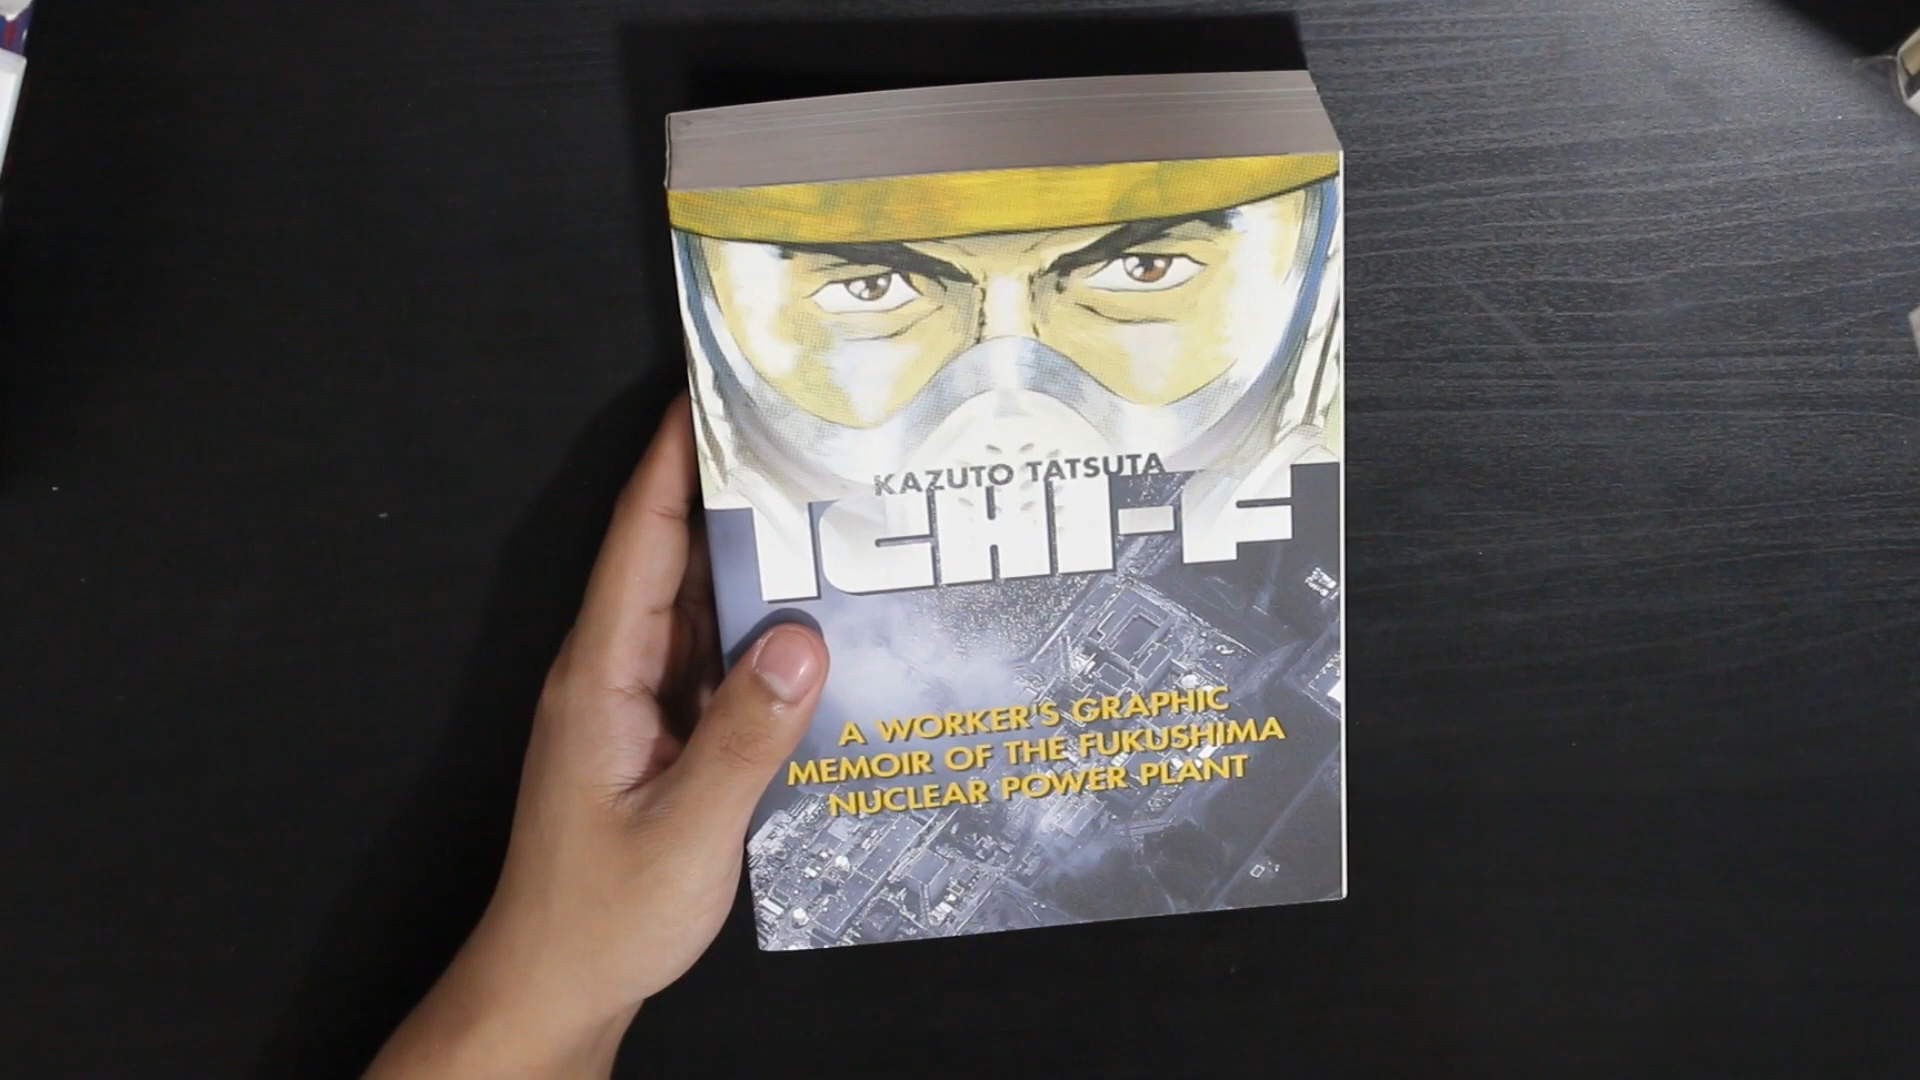 KAZUTO TATSUTA
ICHI-F
A WORKER'S GRAPHIC
MEMOIR OF THE FUKUSHIMA
NUCLEAR POWER PLANT